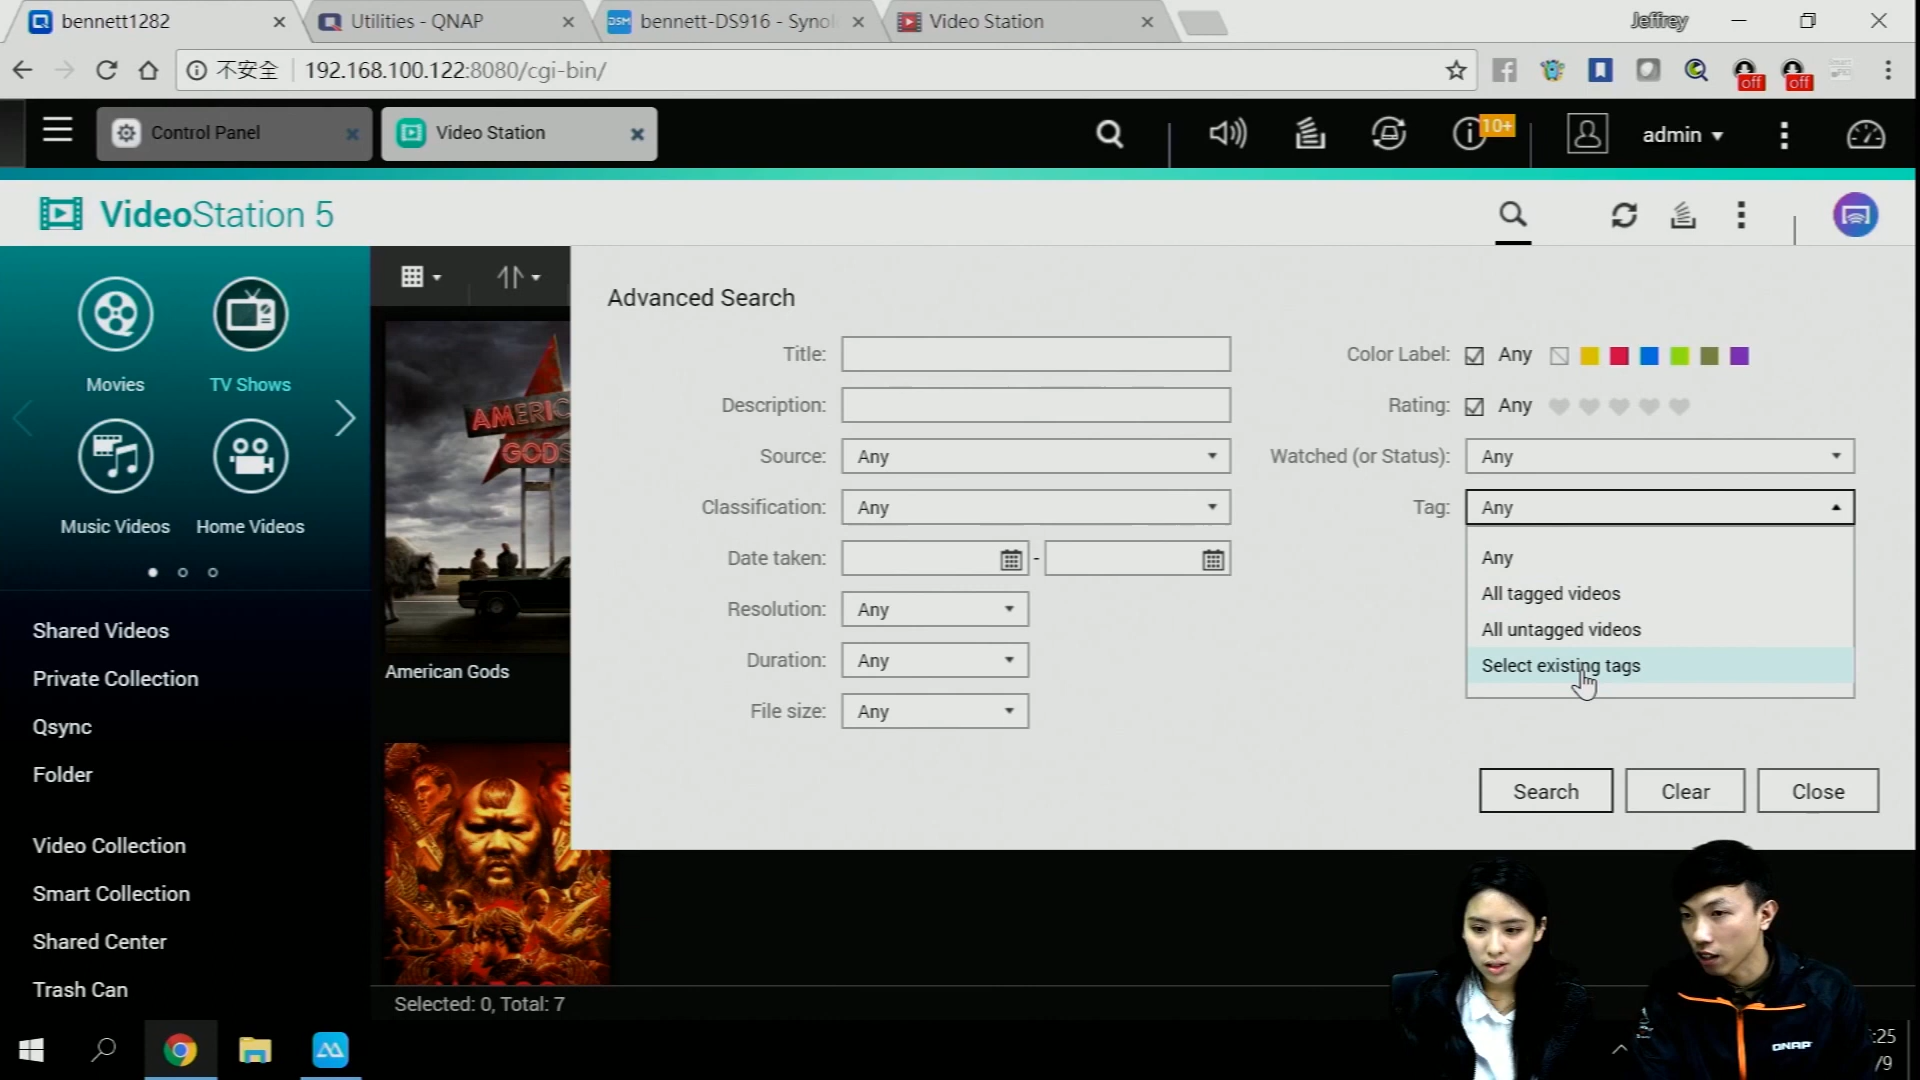 bennett1282
Utilities - QNAP
bennett-DS916 - Synol
Video Station
Jeffrey
不安全
192.168.100.122:8080/cgi-bin/
off
off
Control Panel
Video Station
10+
admin
VideoStation 5
Movies
TV Shows
Music Videos
Home Videos
Shared Videos
Private Collection
Qsync
Folder
Video Collection
Smart Collection
Shared Center
Trash Can
AMERIC
GODS
American Gods
Selected: 0, Total: 7
Advanced Search
Title:
Description:
Source: Any
Classification: Any
Date taken: -
Resolution: Any
Duration: Any
File size: Any
Color Label: Any
Rating: Any
Watched (or Status): Any
Tag: Any
Any
All tagged videos
All untagged videos
Select existing tags
Search
Clear
Close
QNAP
:25
/9